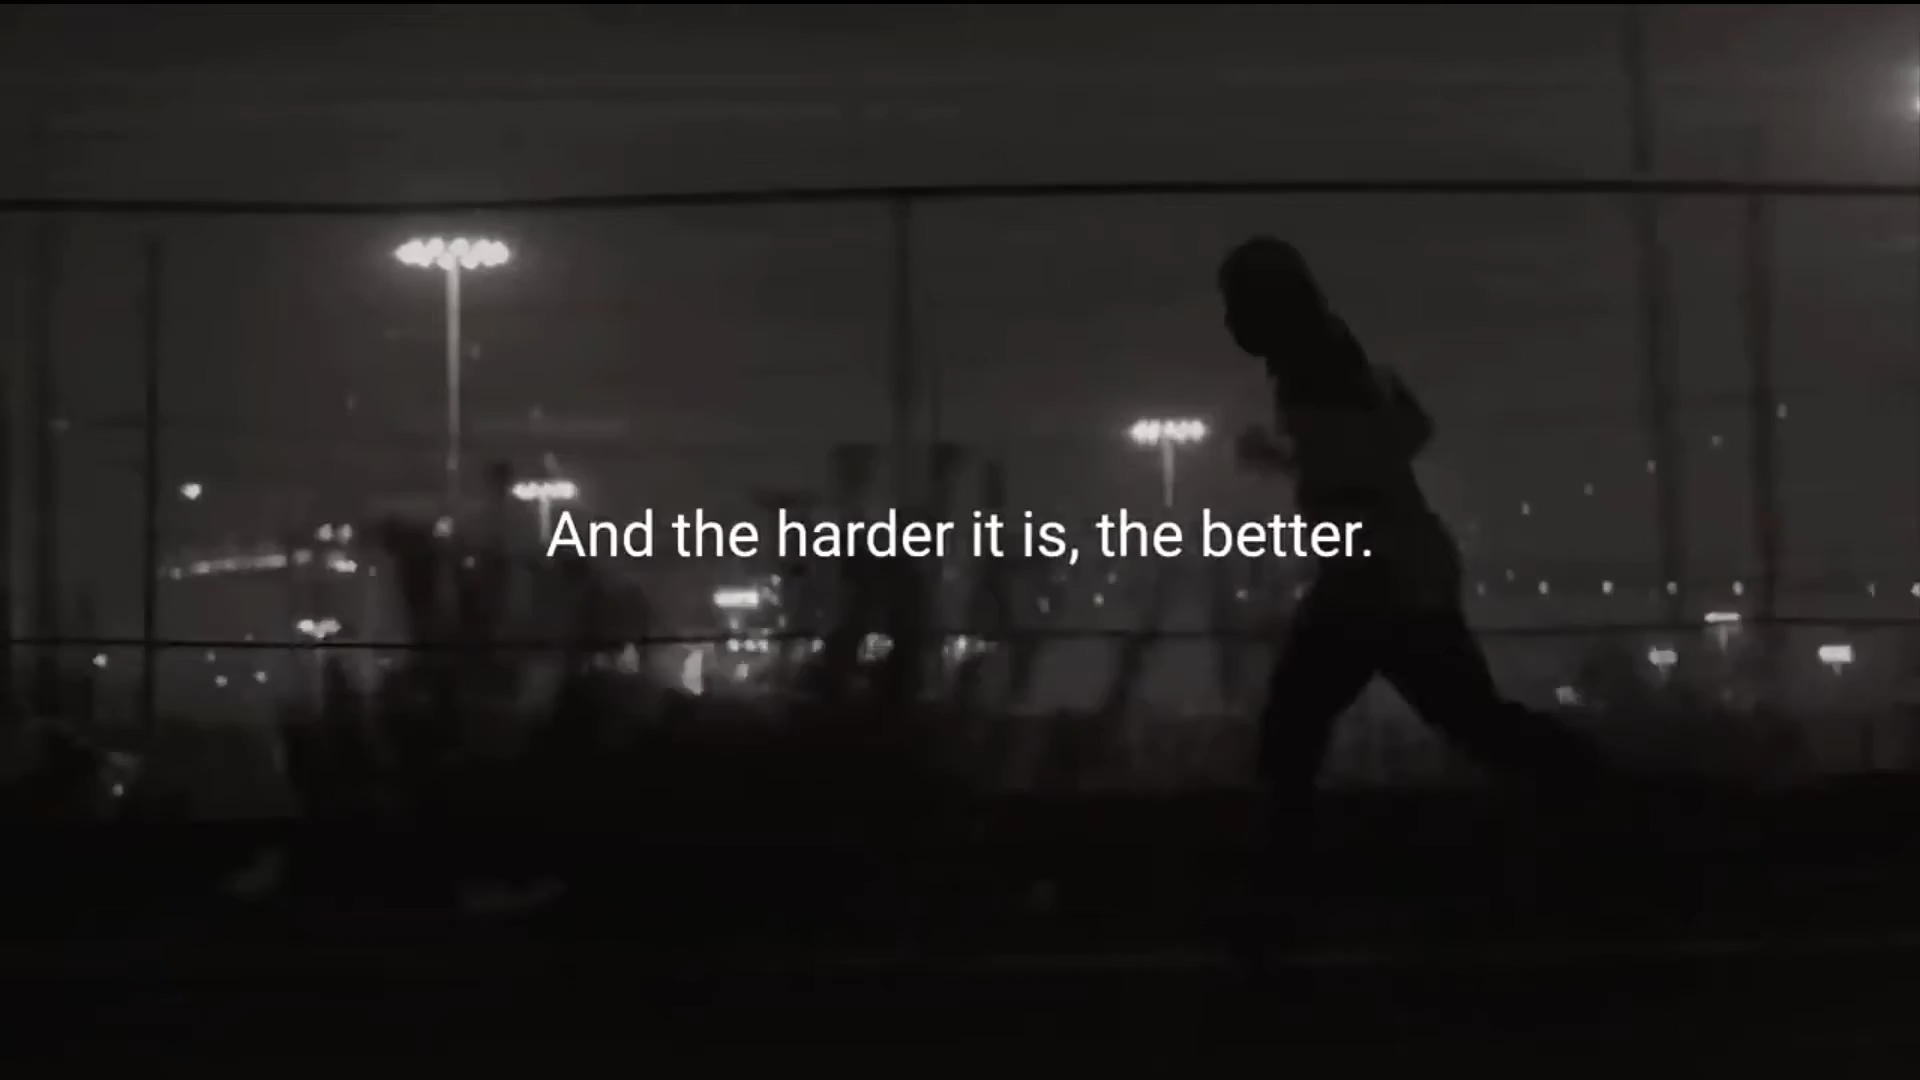 And the harder it is, the better.